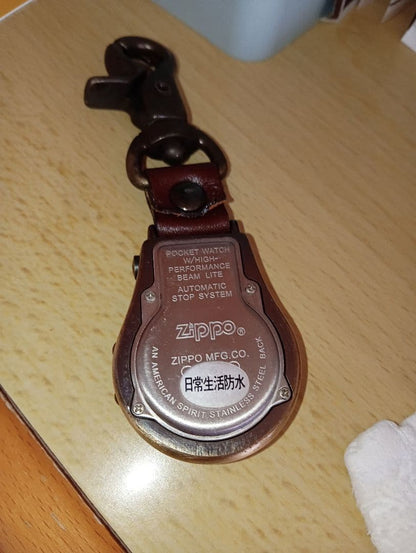 POCKET WATCH
W/HIGH-
PERFORMANCE
BEAM LITE
AUTOMATIC
STOP SYSTEM
zippo®
ZIPPO MFG.CO.
日常生活防水
AN AMERICAN SPIRIT STAINLESS STEEL BACK